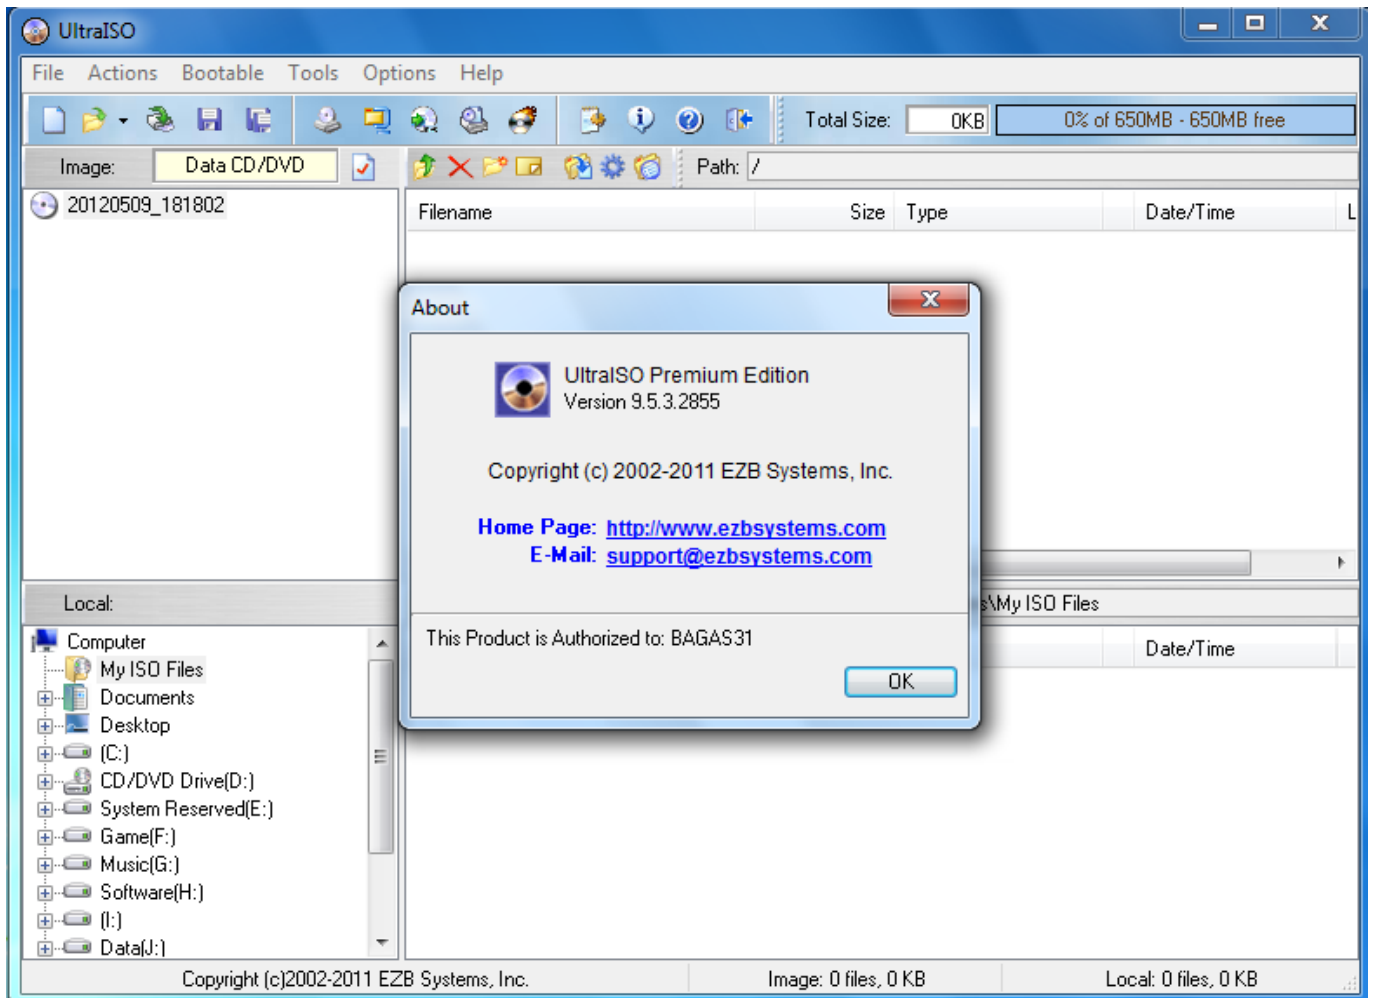 UltraISO
File Actions Bootable Tools Options Help
Total Size: 0KB 0% of 650MB - 650MB free
Image: Data CD/DVD Path: /
20120509_181802
Filename Size Type Date/Time L
About
UltraISO Premium Edition
Version 9.5.3.2855
Copyright (c) 2002-2011 EZB Systems, Inc.
Home Page: http://www.ezbsystems.com
E-Mail: support@ezbsystems.com
This Product is Authorized to: BAGAS31
OK
Local: s\My ISO Files
Date/Time
Computer
My ISO Files
Documents
Desktop
(C:)
CD/DVD Drive(D:)
System Reserved(E:)
Game(F:)
Music(G:)
Software(H:)
(I:)
Data(J:)
Copyright (c)2002-2011 EZB Systems, Inc. Image: 0 files, 0 KB Local: 0 files, 0 KB